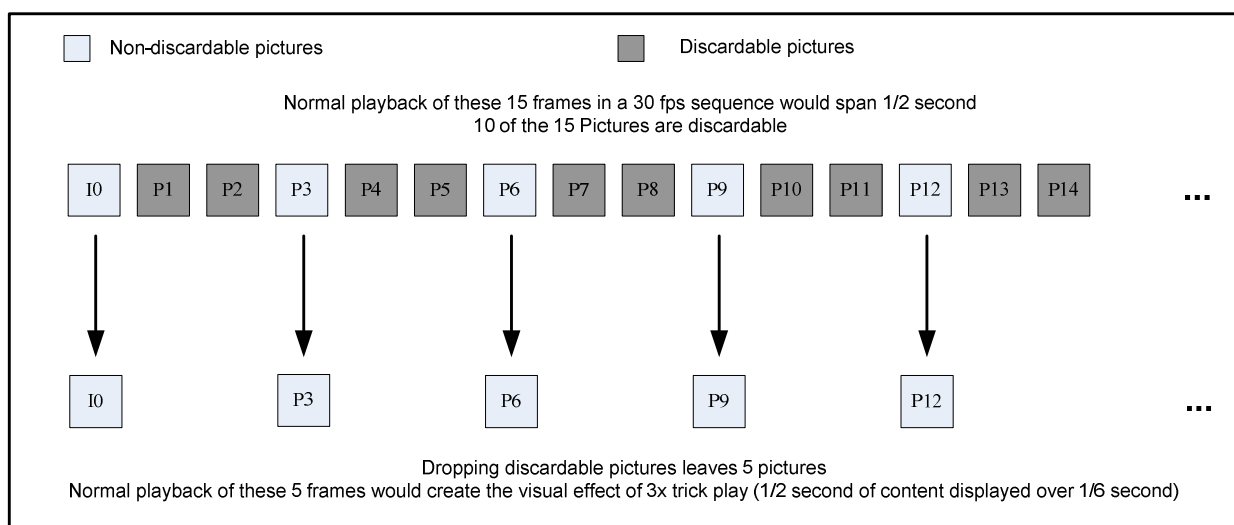 Non-discardable pictures
Discardable pictures
Normal playback of these 15 frames in a 30 fps sequence would span 1/2 second
10 of the 15 Pictures are discardable
I0 P1 P2 P3 P4 P5 P6 P7 P8 P9 P10 P11 P12 P13 P14 ...
I0 P3 P6 P9 P12 ...
Dropping discardable pictures leaves 5 pictures
Normal playback of these 5 frames would create the visual effect of 3x trick play (1/2 second of content displayed over 1/6 second)